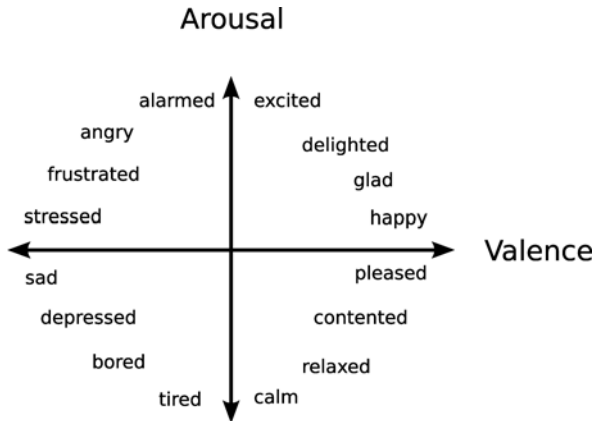 Arousal
alarmed excited
angry
delighted
frustrated
glad
stressed
happy
Valence
pleased
sad
depressed
contented
bored
relaxed
tired
calm